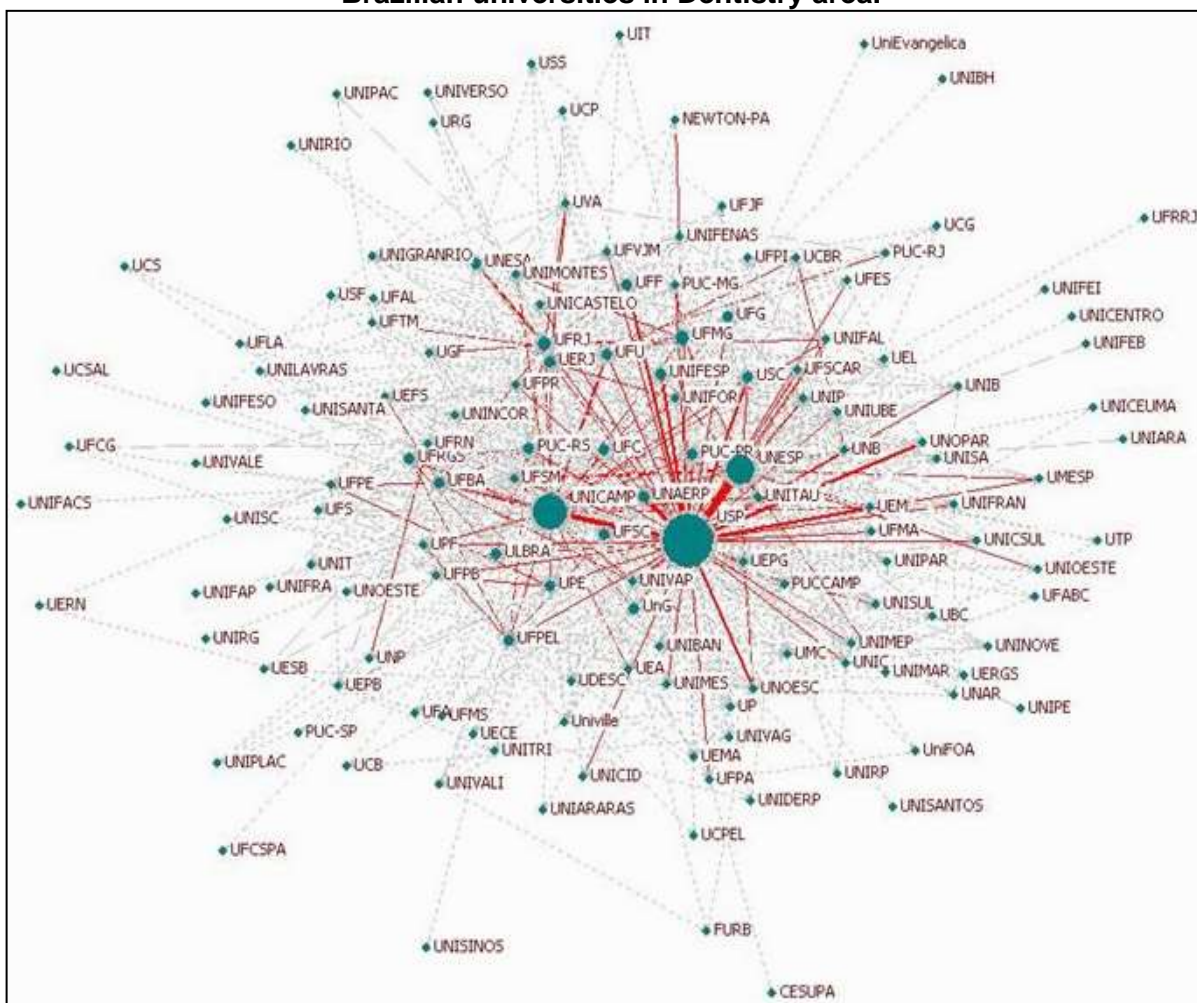 Brazilian universities in Dentistry area.
UIT
UniEvangelica
USS
UNIBH
UNIPAC
UNIVERSO
UCP
URG
NEWTON-PA
UNIRIO
UVA
UFJF
UFRRJ
UCG
UNIFENAS
UNIGRANRIO
UNESA
UFVJM
UFPI
UCBR
PUC-RJ
UCS
UNIMONTES
UFF
PUC-MG
UFES
UNIFEI
USF
UFAL
UNICASTELO
UFG
UNICENTRO
UFTM
UFLA
UGF
UFRJ
UERJ
UFU
UFMG
UNIFAL
UNIFEB
UEL
UCSAL
UNILAVRAS
UFPR
UNIFESP
USC
UFSCAR
UNIB
UNIFESO
UNISANTA
UEFS
UNINCOR
UNIFOR
UNIP
UNIUBE
UNICEUMA
UFCG
UFRN
UFRGS
PUC-RS
UFC
PUC-PR
UNESP
UNB
UNOPAR
UNISA
UNIARA
UNIVALE
UFPE
UFBA
UFSM
UMESP
UNIFACS
UFS
UNICAMP
UNAERP
UNITAU
UEM
UNIFRAN
UNISC
USP
UFSC
UFMA
UNICSUL
UTP
UPF
ULBRA
UEPG
UNIPAR
UNIOESTE
UNIT
UFPB
UPE
UNIVAP
PUCCAMP
UNIFAP
UNIFRA
UNOESTE
UERN
UnG
UNISUL
UFABC
UBC
UNIRG
UFPEL
UNIBAN
UMC
UNIMEP
UNINOVE
UESB
UNP
UEPB
UEA
UDESC
UNIMES
UNOESC
UNIC
UNIMAR
UERGS
UNAR
UNIPE
UFMS
UP
PUC-SP
UECE
Univille
UNIVAG
UNIPLAC
UCB
UNITRI
UEMA
UniFOA
UNIVALI
UNICID
UFPA
UNIRP
UNIARARAS
UNIDERP
UNISANTOS
UCPEL
UFCSPA
FURB
UNISINOS
CESUPA